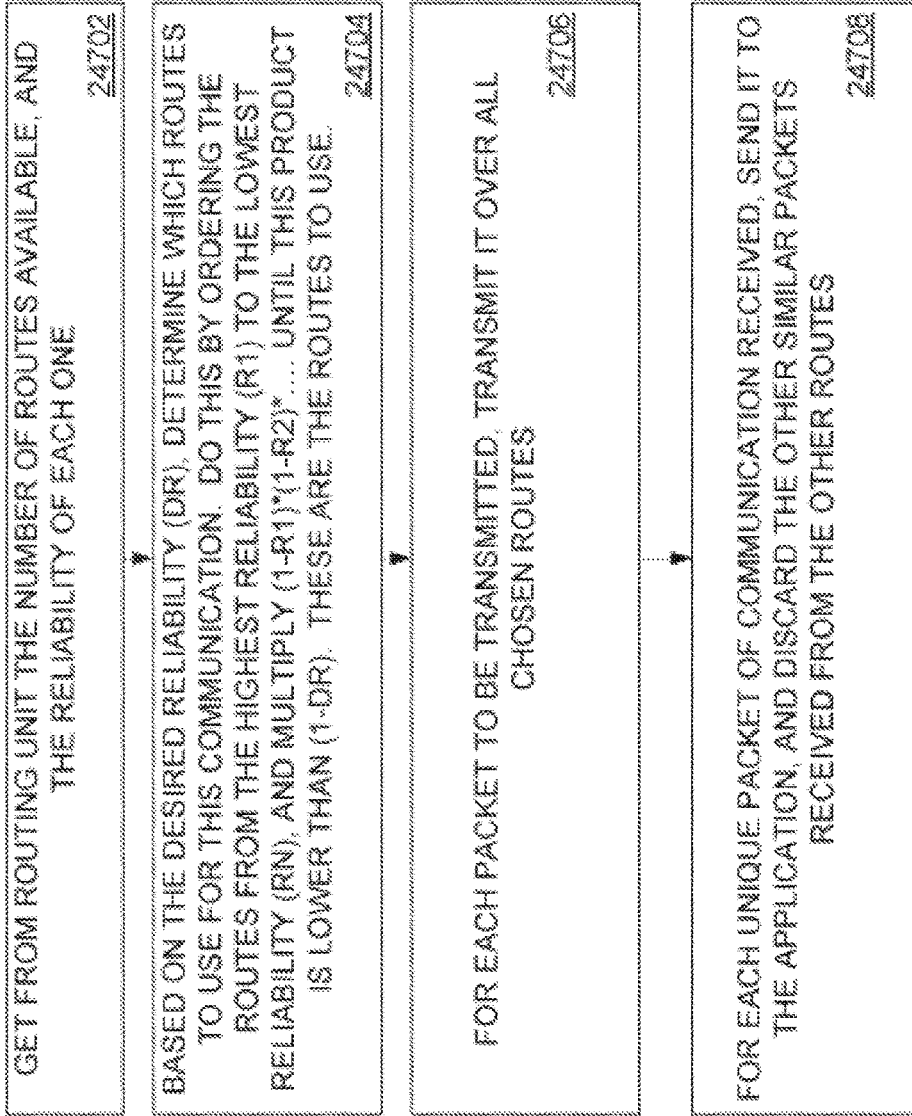 GET FROM ROUTING UNIT THE NUMBER OF ROUTES AVAILABLE, AND
THE RELIABILITY OF EACH ONE
24702
BASED ON THE DESIRED RELIABILITY (DR), DETERMINE WHICH ROUTES
TO USE FOR THIS COMMUNICATION. DO THIS BY ORDERING THE
ROUTES FROM THE HIGHEST RELIABILITY (R1) TO THE LOWEST
RELIABILITY (RN), AND MULTIPLY (1-R1)*(1-R2)*.... UNTIL THIS PRODUCT
IS LOWER THAN (1-DR). THESE ARE THE ROUTES TO USE.
24704
FOR EACH PACKET TO BE TRANSMITTED, TRANSMIT IT OVER ALL
CHOSEN ROUTES
24706
FOR EACH UNIQUE PACKET OF COMMUNICATION RECEIVED, SEND IT TO
THE APPLICATION, AND DISCARD THE OTHER SIMILAR PACKETS
RECEIVED FROM THE OTHER ROUTES
24708